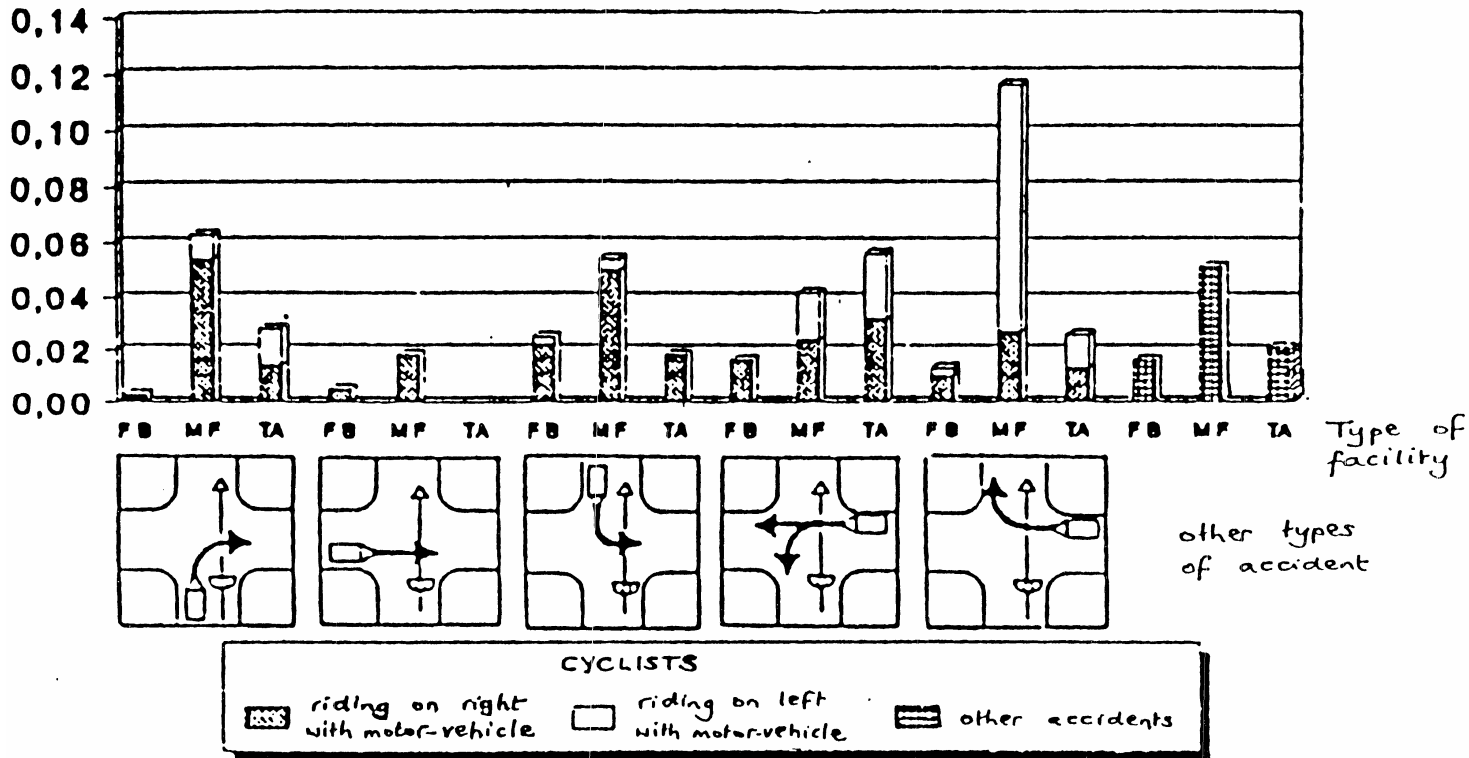 0,14
0,12
0,10
0,08
0,06
0,04
0,02
0,00
FB MF TA FB MF TA FB MF TA FB MF TA FB MF TA FB MF TA
Type of
facility
other types
of accident
CYCLISTS
riding on right
with motor-vehicle
riding on left
with motor-vehicle
other accidents